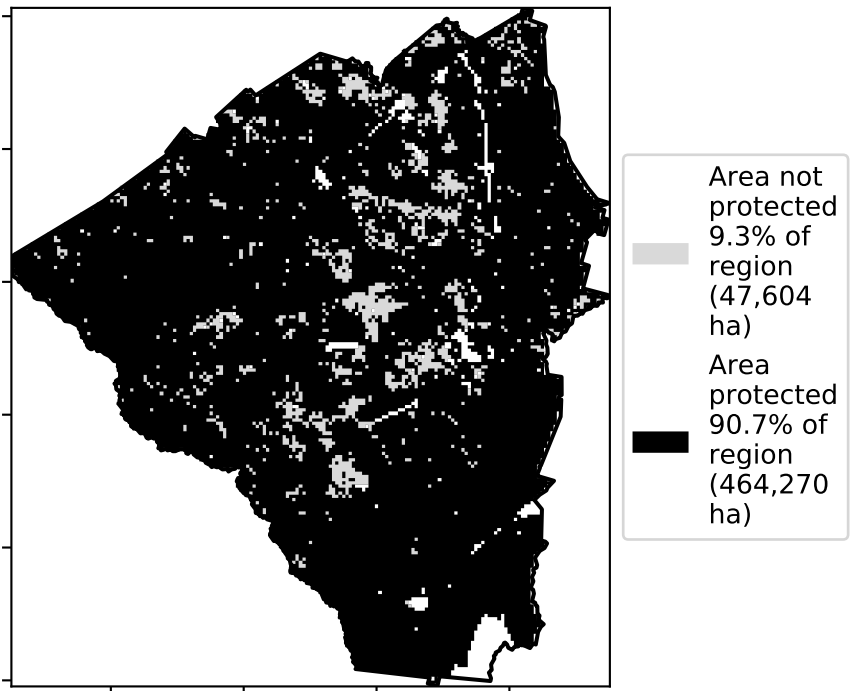 Area not
protected
9.3% of
region
(47,604
ha)
Area
protected
90.7% of
region
(464,270
ha)